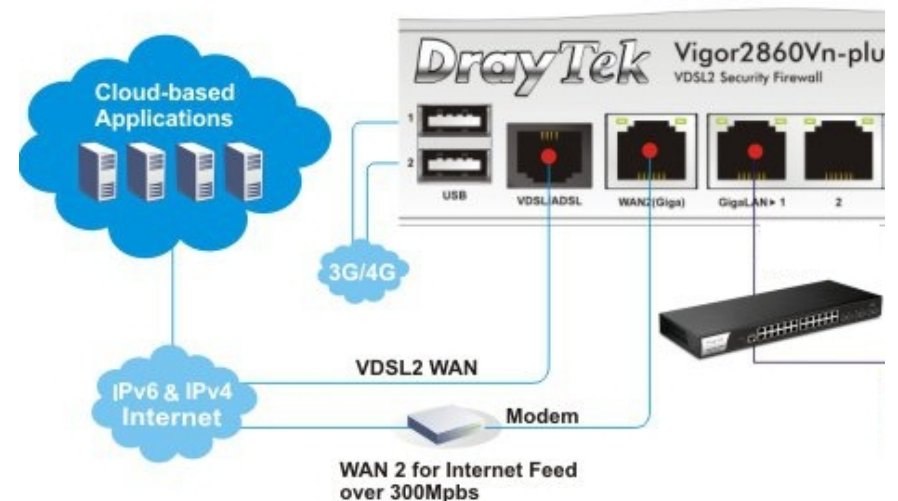 DrayTek
Vigor2860Vn-plu
VDSL2 Security Firewall
Cloud-based
Applications
1
2
USB
VDSL/ADSL
WAN2(Giga)
GigaLAN▶ 1
2
3G/4G
VDSL2 WAN
IPv6 & IPv4
Internet
Modem
WAN 2 for Internet Feed
over 300Mpbs